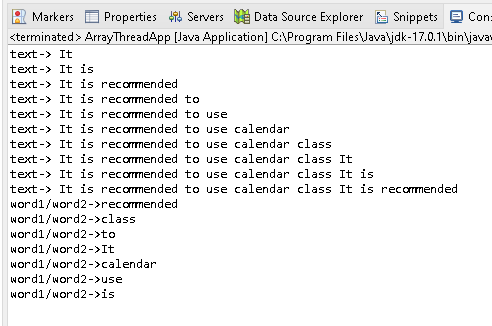 Markers Properties Servers Data Source Explorer Snippets Cons
<terminated> ArrayThreadApp [Java Application] C:\Program Files\Java\jdk-17.0.1\bin\javaw
text-> It
text-> It is
text-> It is recommended
text-> It is recommended to
text-> It is recommended to use
text-> It is recommended to use calendar
text-> It is recommended to use calendar class
text-> It is recommended to use calendar class It
text-> It is recommended to use calendar class It is
text-> It is recommended to use calendar class It is recommended
word1/word2->recommended
word1/word2->class
word1/word2->to
word1/word2->It
word1/word2->calendar
word1/word2->use
word1/word2->is